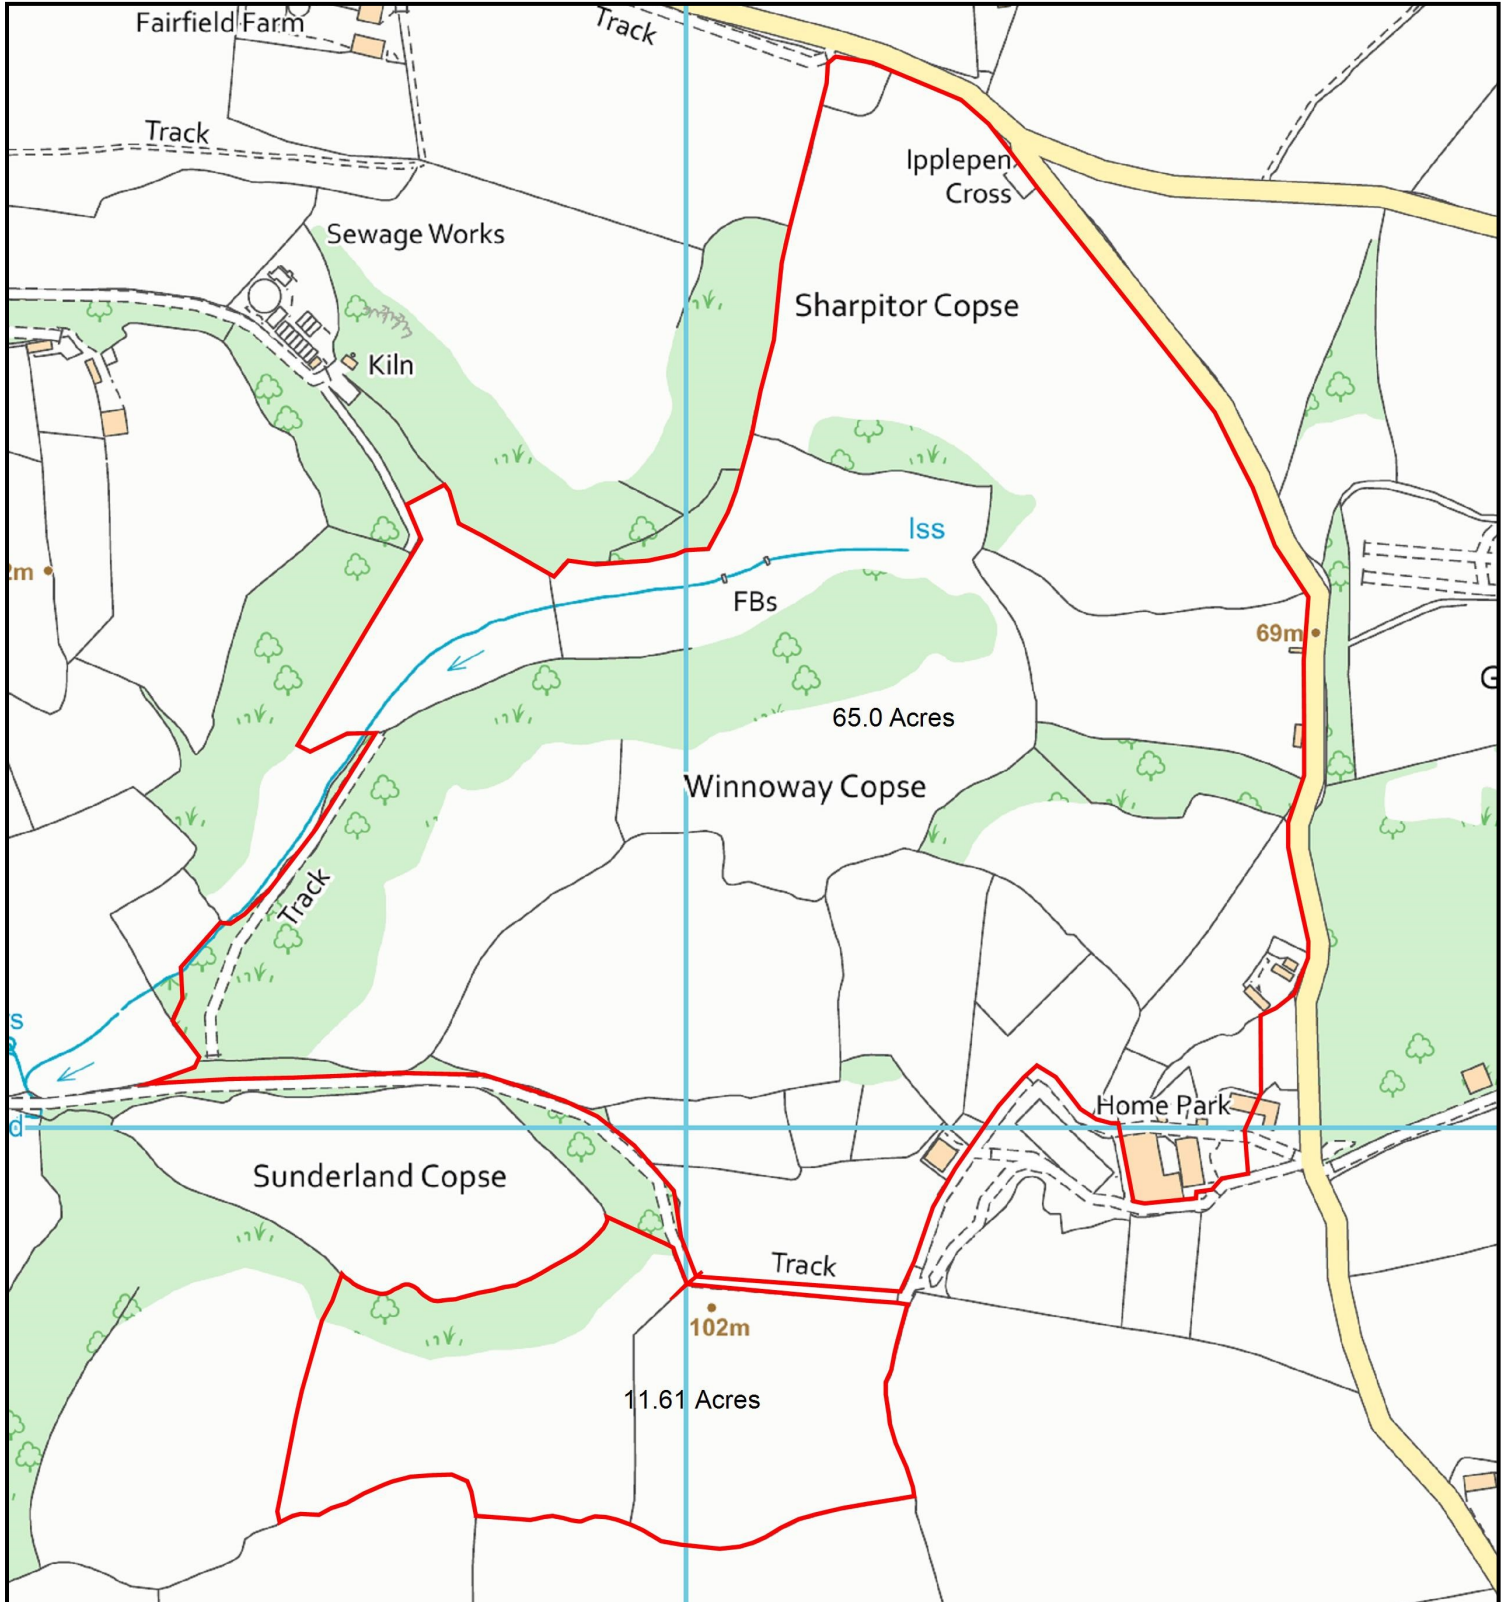 Fairfield Farm
Track
Track
Ipplepen
Cross
Sewage Works
Sharpitor Copse
Kiln
Iss
2m
FBs
69m
G
65.0 Acres
Winnoway Copse
Track
s
Home Park
d
Sunderland Copse
Track
102m
11.61 Acres